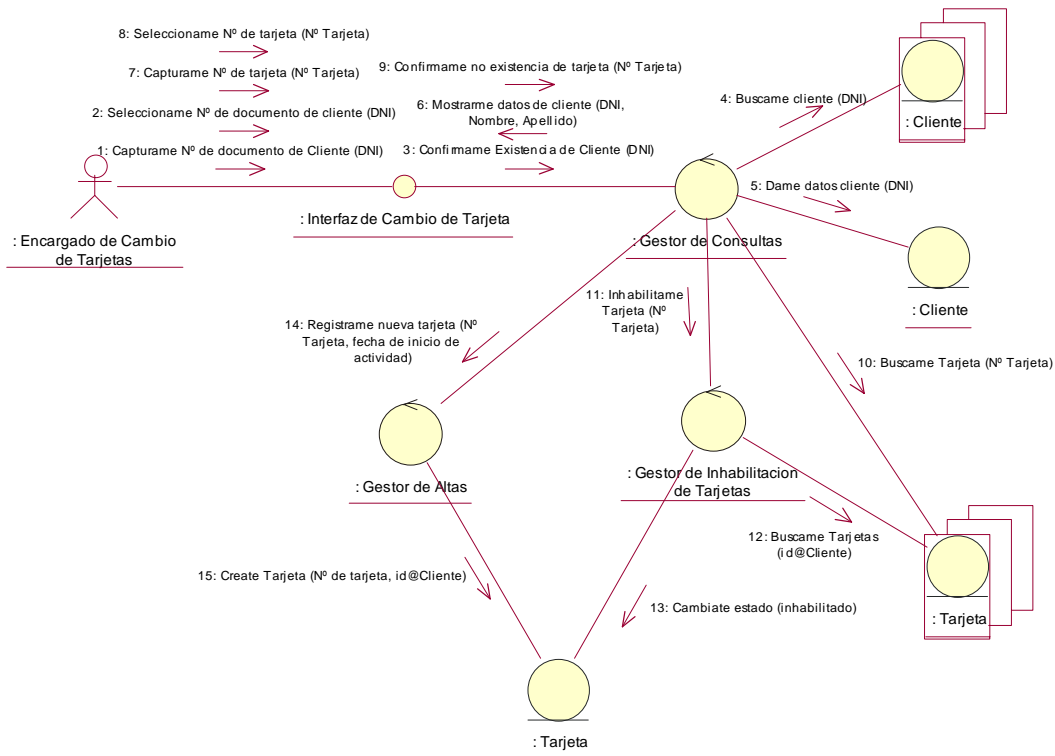 8: Seleccioname Nº de tarjeta (Nº Tarjeta)
7: Capturame Nº de tarjeta (Nº Tarjeta)
2: Seleccioname Nº de documento de cliente (DNI)
1: Capturame Nº de documento de Cliente (DNI)
9: Confirmame no existencia de tarjeta (Nº Tarjeta)
6: Mostrarme datos de cliente (DNI,
Nombre, Apellido)
3: Confirmame Existencia de Cliente (DNI)
4: Buscame cliente (DNI)
: Cliente
5: Dame datos cliente (DNI)
: Encargado de Cambio
de Tarjetas
: Interfaz de Cambio de Tarjeta
: Gestor de Consultas
: Cliente
14: Registrame nueva tarjeta (Nº
Tarjeta, fecha de inicio de
actividad)
11: Inhabilitame
Tarjeta (Nº
Tarjeta)
10: Buscame Tarjeta (Nº Tarjeta)
: Gestor de Altas
: Gestor de Inhabilitacion
de Tarjetas
12: Buscame Tarjetas
(id@Cliente)
15: Create Tarjeta (Nº de tarjeta, id@Cliente)
13: Cambiate estado (inhabilitado)
: Tarjeta
: Tarjeta